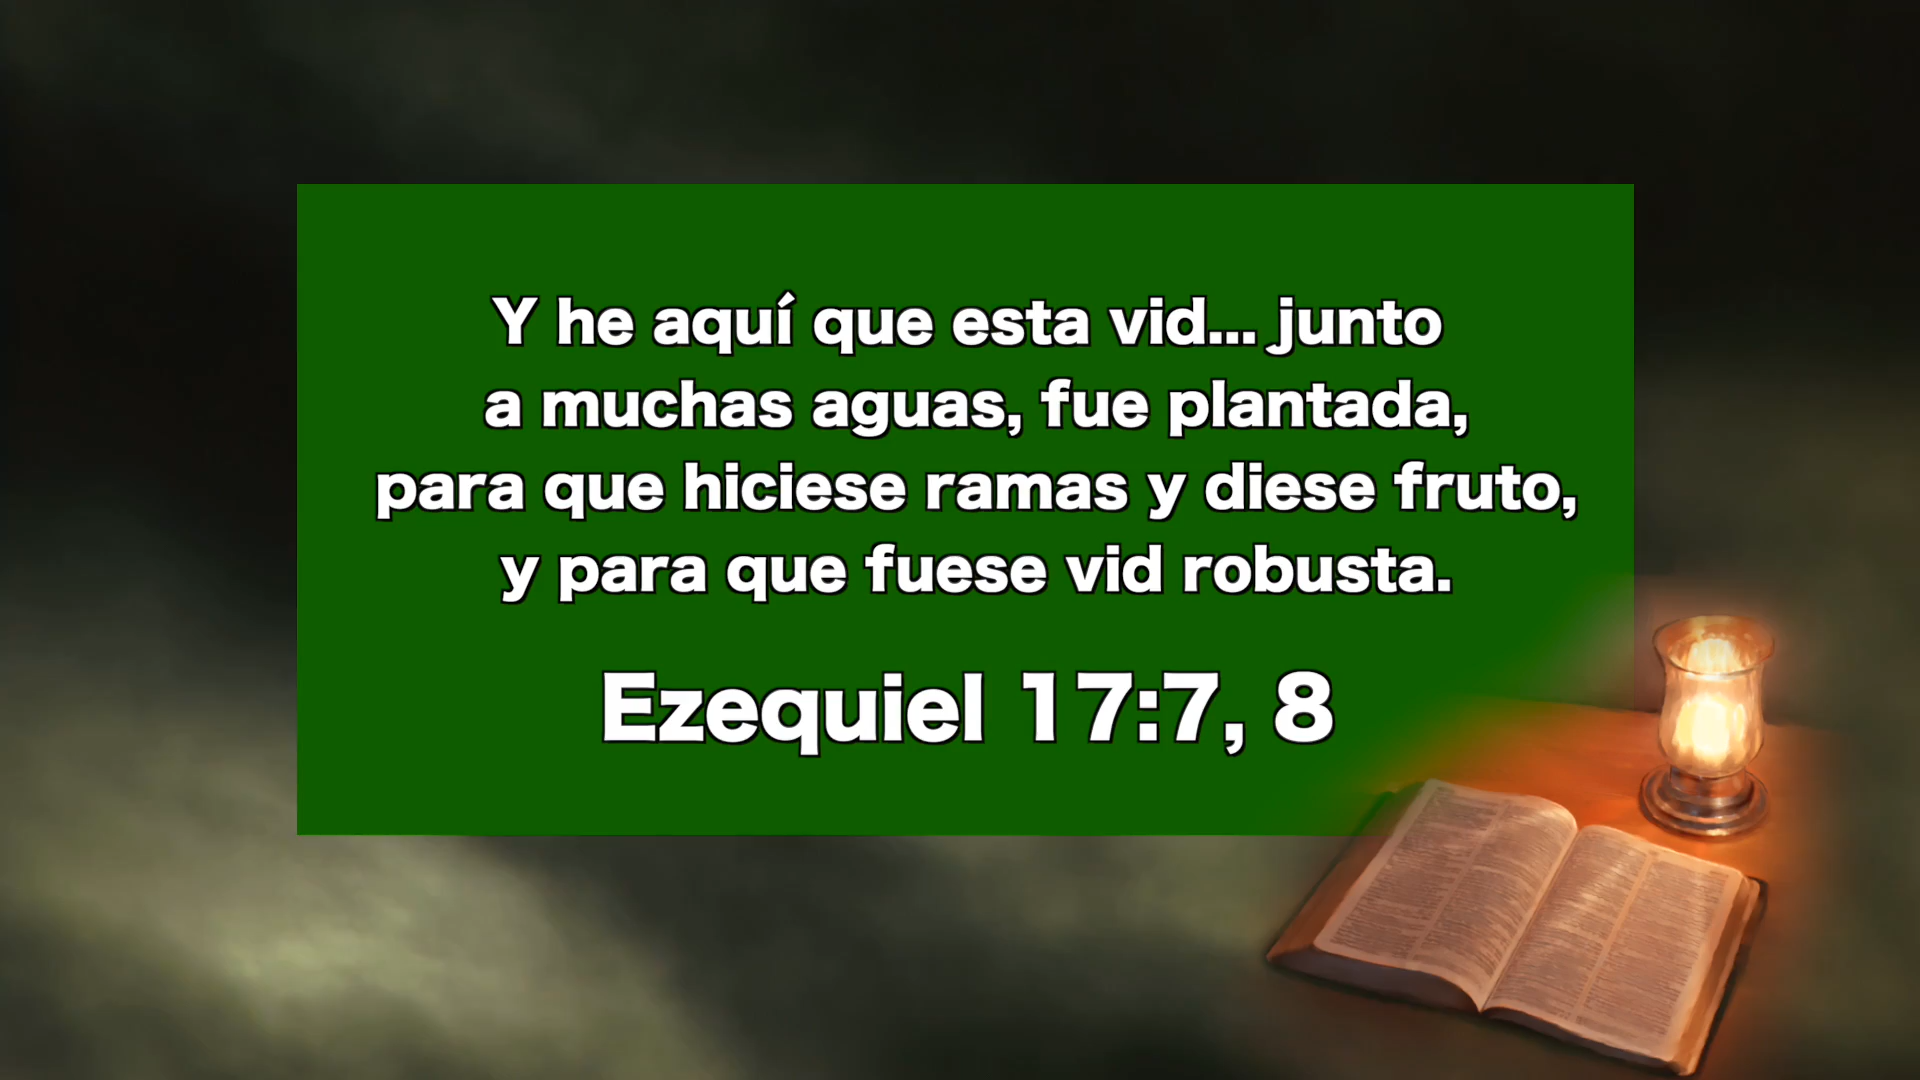 Y he aquí que esta vid... junto
a muchas aguas, fue plantada,
para que hiciese ramas y diese fruto,
y para que fuese vid robusta.
Ezequiel 17:7, 8